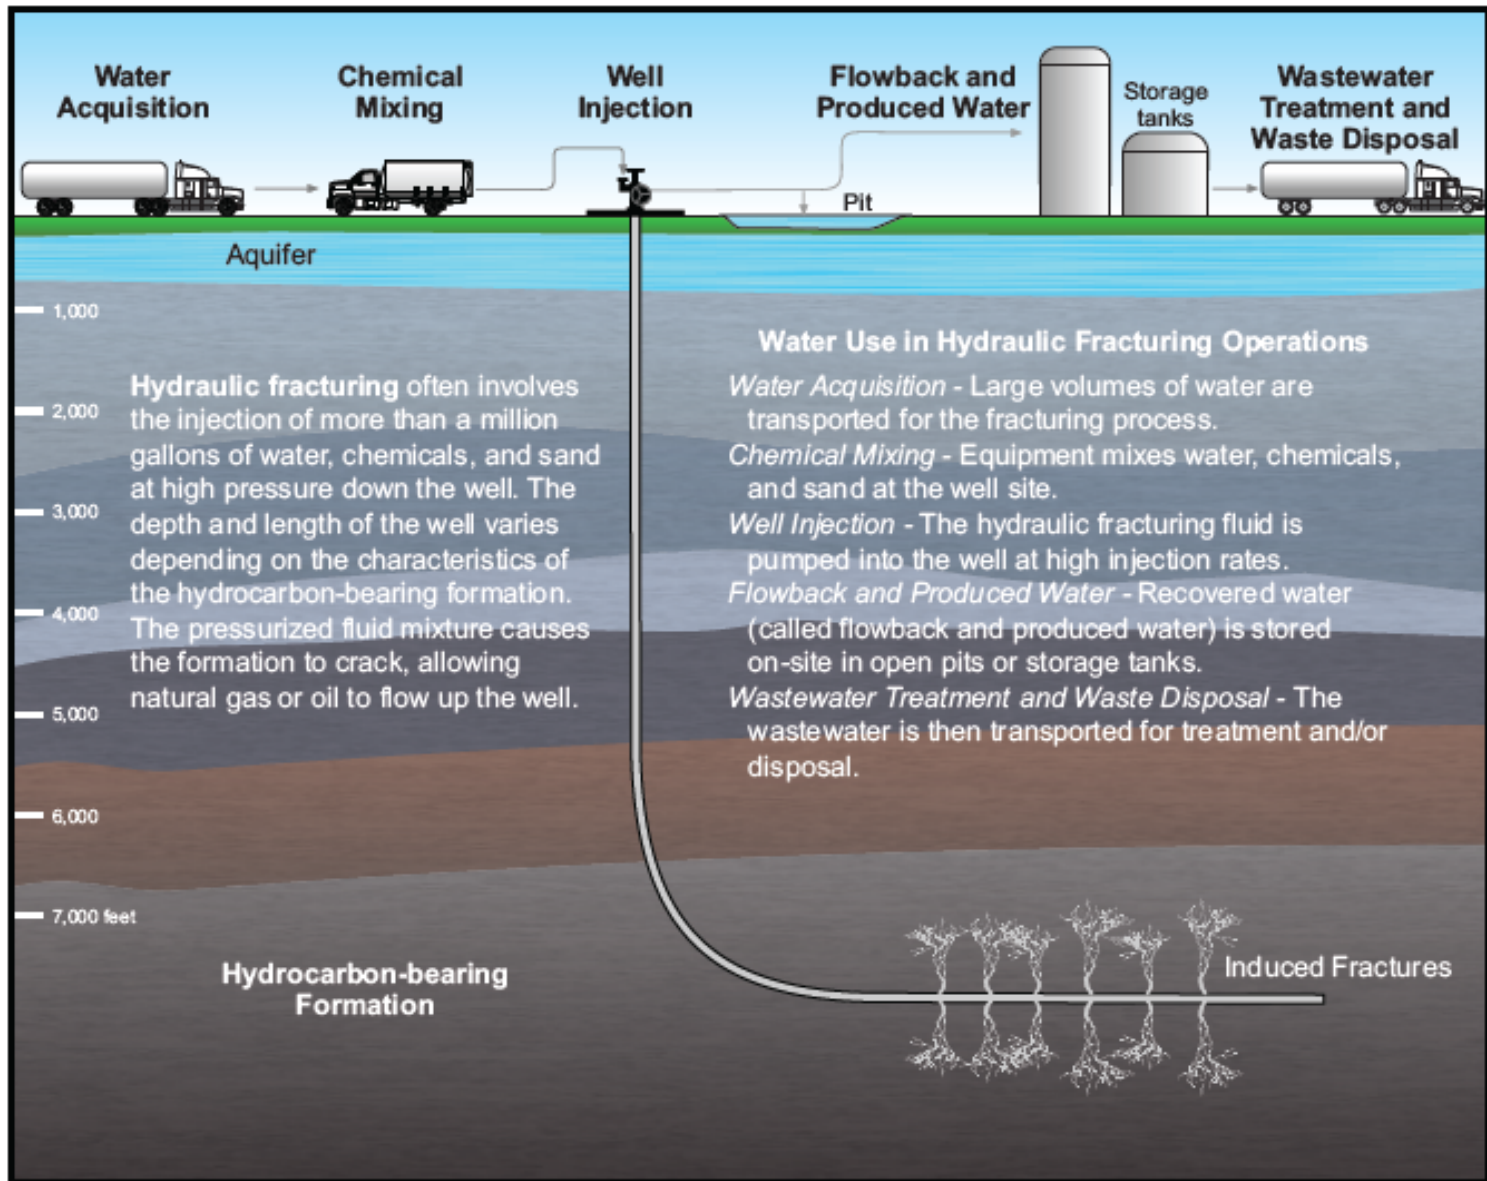 Water
Acquisition
Chemical
Mixing
Well
Injection
Flowback and
Produced Water
Storage
tanks
Wastewater
Treatment and
Waste Disposal
Pit
Aquifer
1,000
2,000
3,000
4,000
5,000
6,000
7,000 feet
Hydraulic fracturing often involves
the injection of more than a million
gallons of water, chemicals, and sand
at high pressure down the well. The
depth and length of the well varies
depending on the characteristics of
the hydrocarbon-bearing formation.
The pressurized fluid mixture causes
the formation to crack, allowing
natural gas or oil to flow up the well.
Water Use in Hydraulic Fracturing Operations
Water Acquisition - Large volumes of water are
transported for the fracturing process.
Chemical Mixing - Equipment mixes water, chemicals,
and sand at the well site.
Well Injection - The hydraulic fracturing fluid is
pumped into the well at high injection rates.
Flowback and Produced Water - Recovered water
(called flowback and produced water) is stored
on-site in open pits or storage tanks.
Wastewater Treatment and Waste Disposal - The
wastewater is then transported for treatment and/or
disposal.
Hydrocarbon-bearing
Formation
Induced Fractures